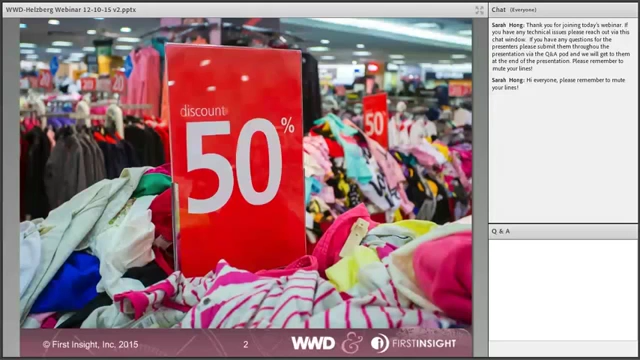 WWD-Helzberg Webinar 12-10-15 v2.pptx
discount
50%
50
© First Insight, Inc, 2015
2
WWD & FIRSTINSIGHT
Chat (Everyone)
Sarah Hong: Thank you for joining today's webinar. If
you have any technical issues please reach out via this
chat window. if you have any questions for the
presenters please submit them throughout the
presentation via the Q&A pod and we will get to them
at the end of the presentation. Please remember to
mute your lines!
Sarah Hong: Hi everyone, please remember to mute
your lines!
Q & A